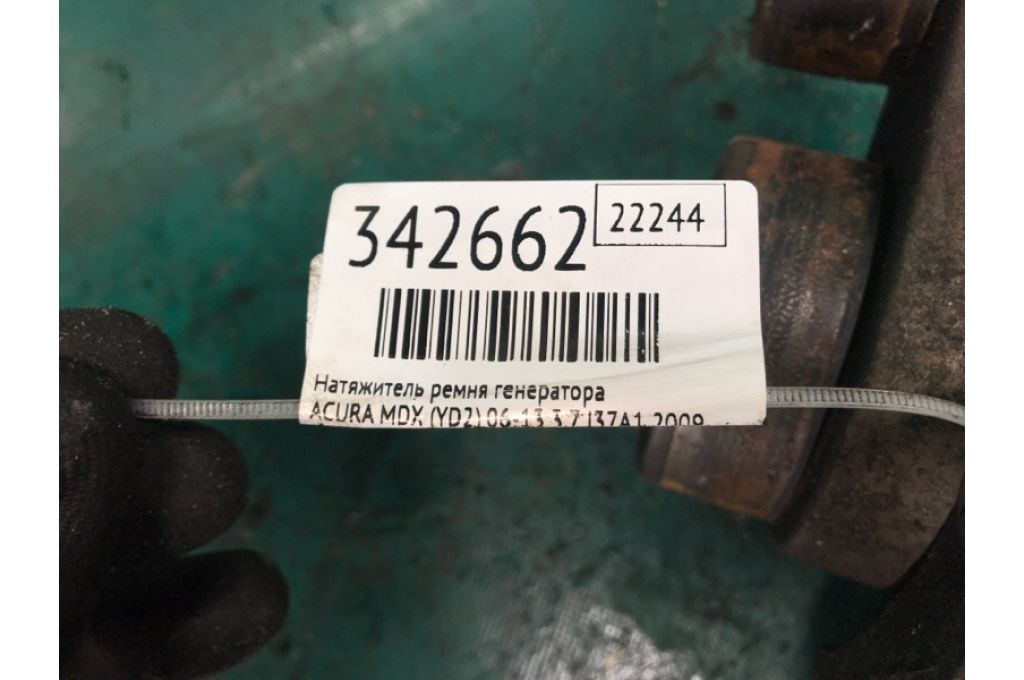 342662
22244
Натяжитель ремня генератора
ACURA MDX (YD2) 06-13 3.7 J37A1 2009